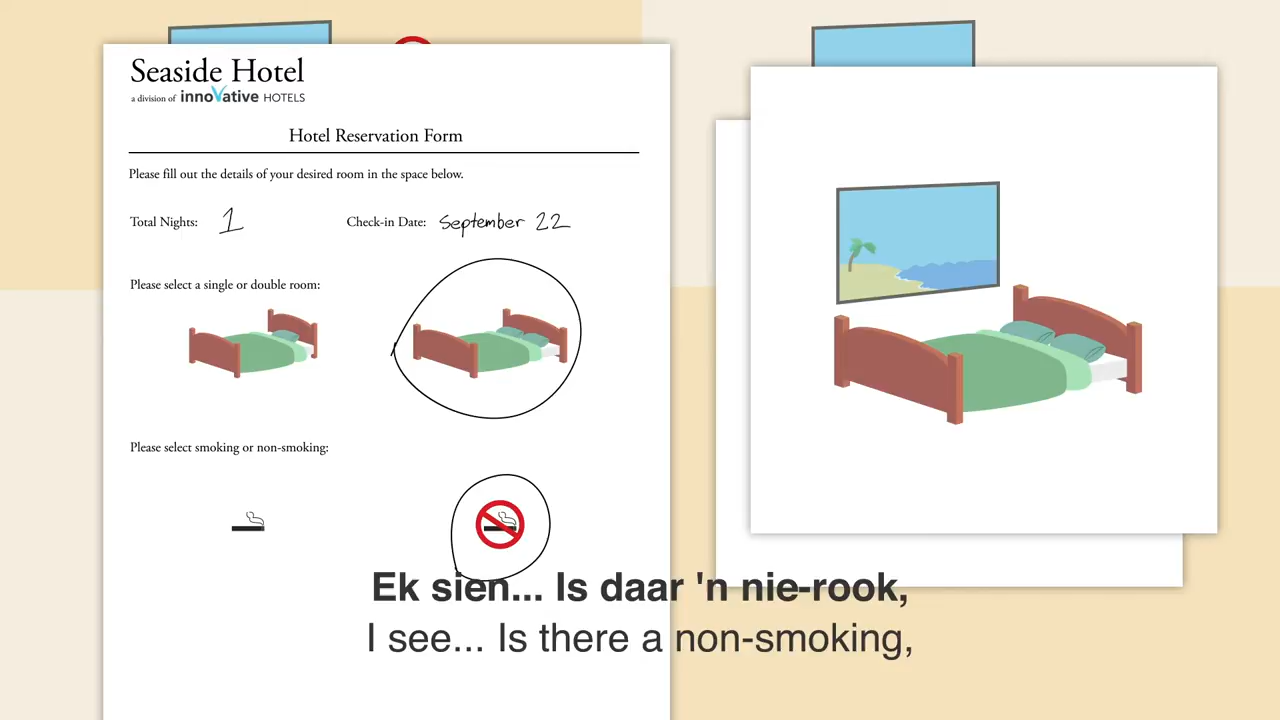 Seaside Hotel
a division of innoVative HOTELS
Hotel Reservation Form
Please fill out the details of your desired room in the space below.
Total Nights: 1 Check-in Date: September 22
Please select a single or double room:
Please select smoking or non-smoking:
Ek sien... Is daar 'n nie-rook,
I see... Is there a non-smoking,